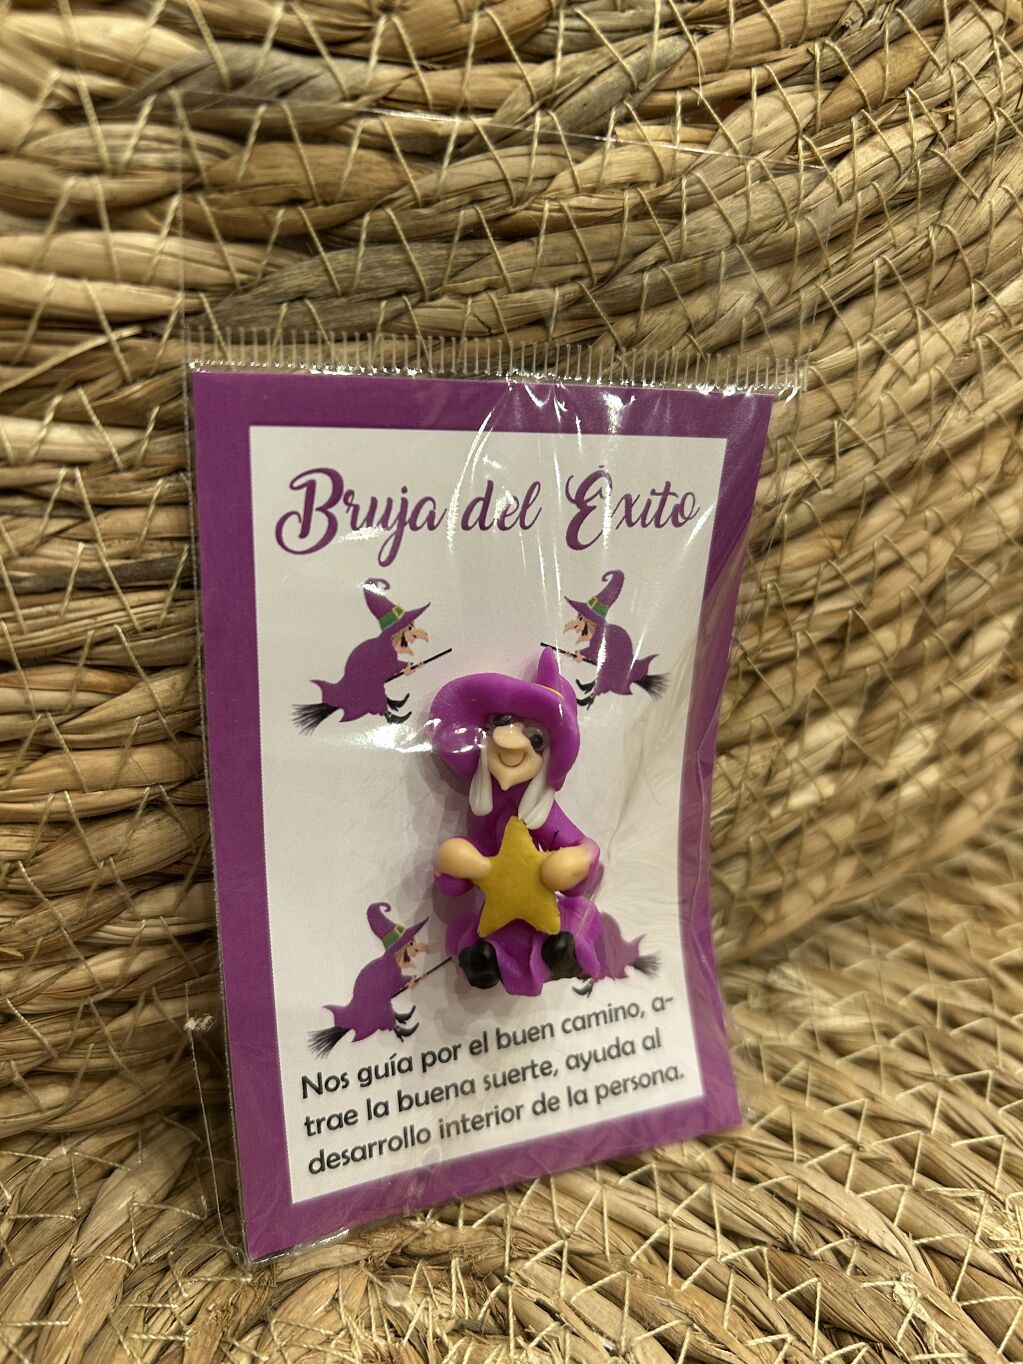 Bruja del Éxito
Nos guía por el buen camino, a-
trae la buena suerte, ayuda al
desarrollo interior de la persona.